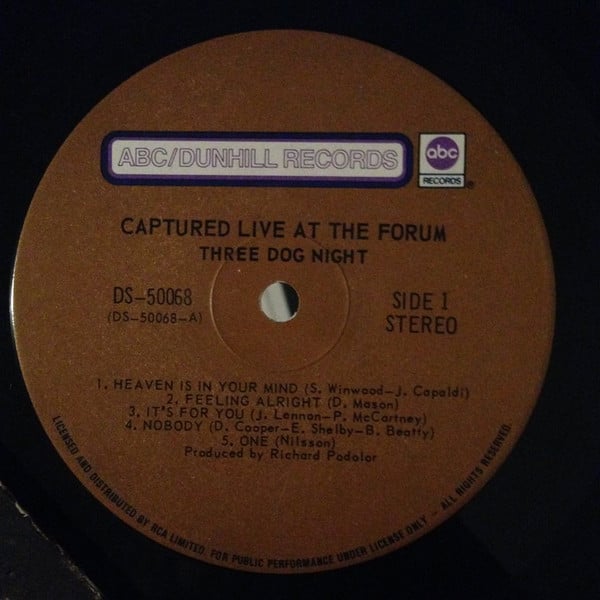 ABC/DUNHILL RECORDS
abc
RECORDS ®
CAPTURED LIVE AT THE FORUM
THREE DOG NIGHT
DS-50068
(DS-50068-A)
SIDE 1
STEREO
1. HEAVEN IS IN YOUR MIND (S. Winwood-J. Capaldi)
2. FEELING ALRIGHT (D. Mason)
3. IT'S FOR YOU (J. Lennon-P. McCartney)
4. NOBODY (D. Cooper-E. Shelby-B. Beatty)
5. ONE (Nilsson)
Produced by Richard Podolor
LICENSED AND DISTRIBUTED BY RCA LIMITED. FOR PUBLIC PERFORMANCE UNDER LICENSE ONLY - ALL RIGHTS RESERVED.